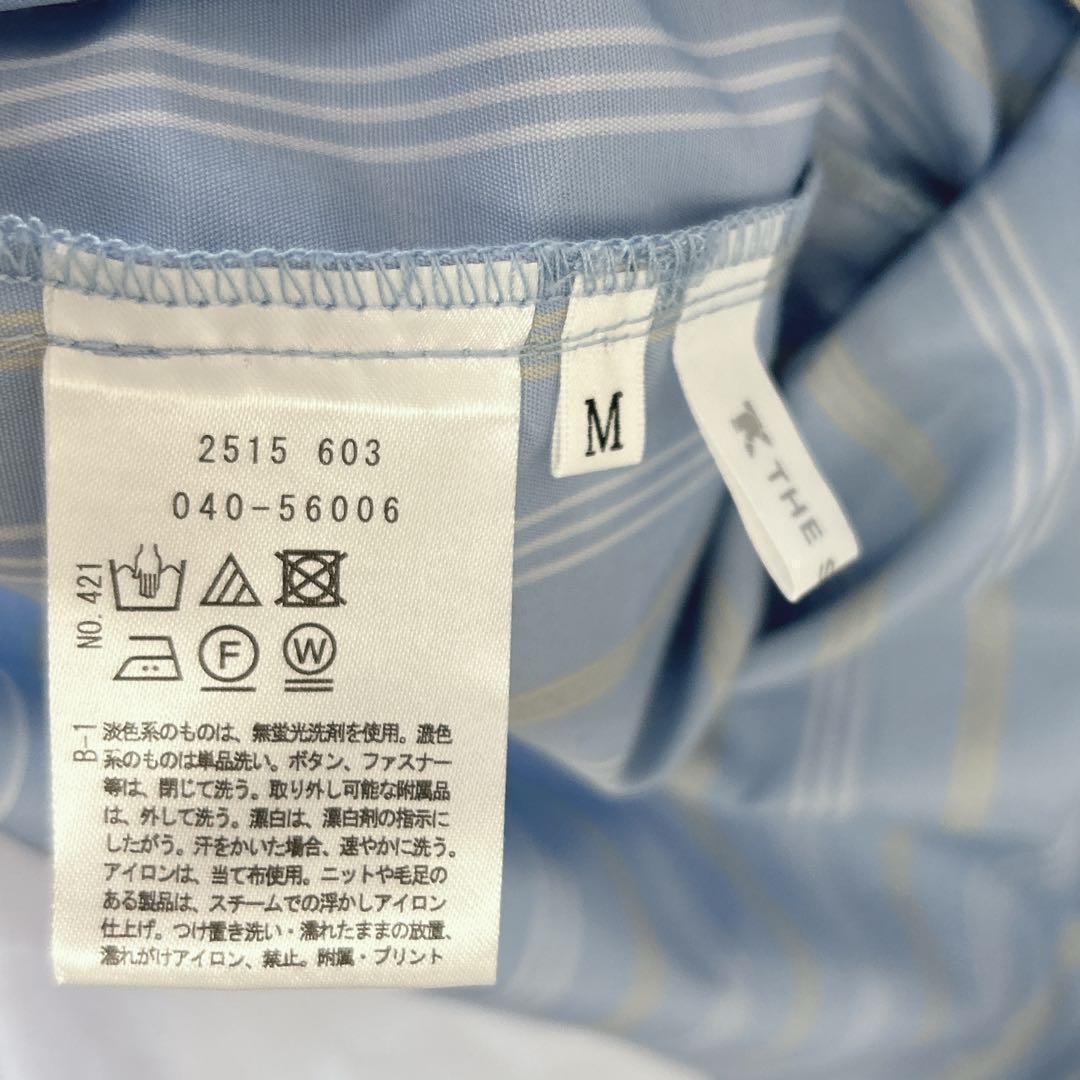 2515 603
040-56006
NO. 421
F
W
B-1
淡色系のものは、無蛍光洗剤を使用。濃色
系のものは単品洗い。ボタン、ファスナー
等は、閉じて洗う。取り外し可能な附属品
は、外して洗う。漂白は、漂白剤の指示に
したがう。汗をかいた場合、速やかに洗う。
アイロンは、当て布使用。ニットや毛足の
ある製品は、スチームでの浮かしアイロン
仕上げ。つけ置き洗い・濡れたままの放置、
濡れがけアイロン、禁止。附属・プリント
M
TK THE S